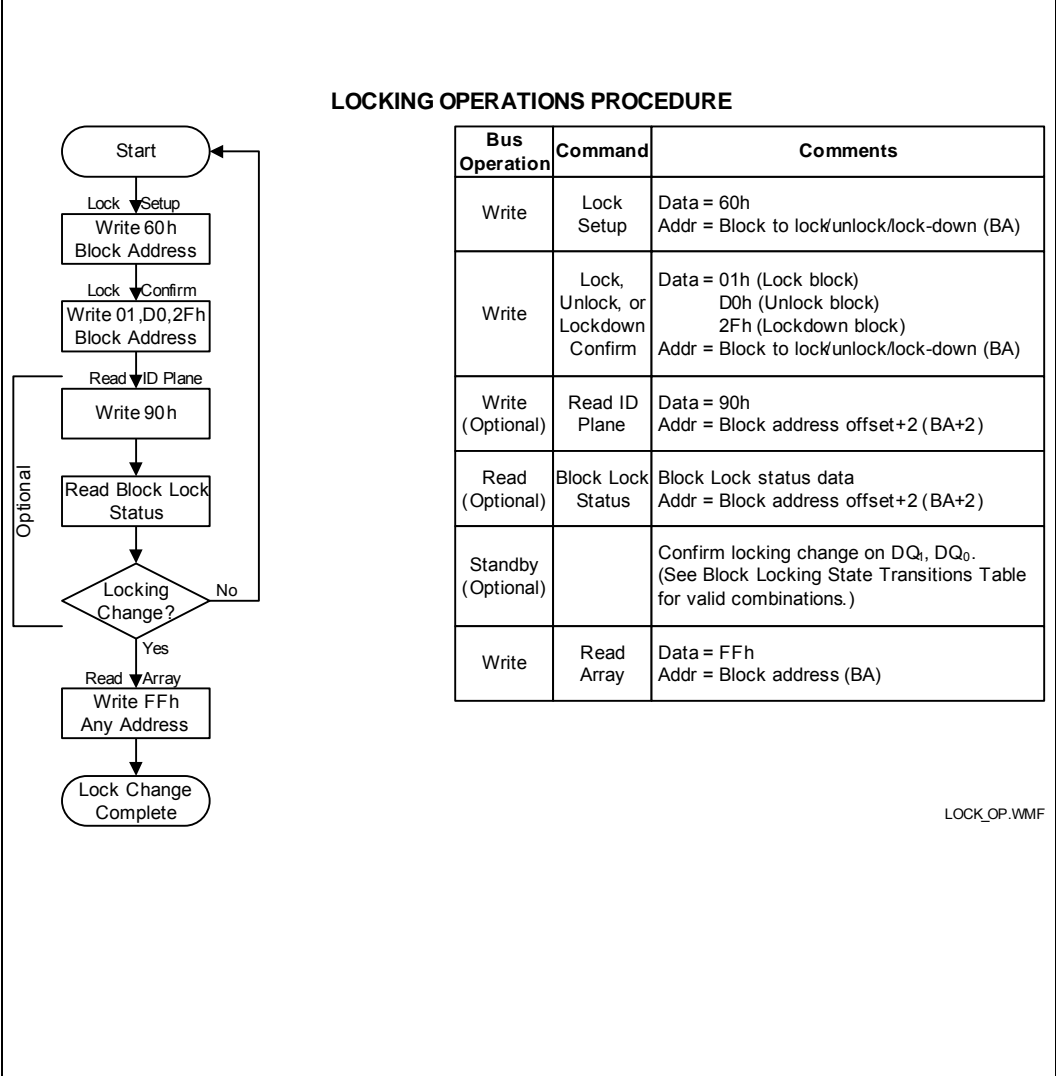 LOCKING OPERATIONS PROCEDURE
Start
Lock Setup
Write 60h
Block Address
Lock Confirm
Write 01,D0,2Fh
Block Address
Read ID Plane
Write 90h
Optional
Read Block Lock
Status
Locking
Change?
No
Yes
Read Array
Write FFh
Any Address
Lock Change
Complete
Bus
Operation
Command
Comments
Write
Lock
Setup
Data = 60h
Addr = Block to lock/unlock/lock-down (BA)
Write
Lock,
Unlock, or
Lockdown
Confirm
Data = 01h (Lock block)
D0h (Unlock block)
2Fh (Lockdown block)
Addr = Block to lock/unlock/lock-down (BA)
Write
(Optional)
Read ID
Plane
Data = 90h
Addr = Block address offset+2 (BA+2)
Read
(Optional)
Block Lock
Status
Block Lock status data
Addr = Block address offset+2 (BA+2)
Standby
(Optional)
Confirm locking change on DQ₁, DQ₀.
(See Block Locking State Transitions Table
for valid combinations.)
Write
Read
Array
Data = FFh
Addr = Block address (BA)
LOCK_OP.WMF